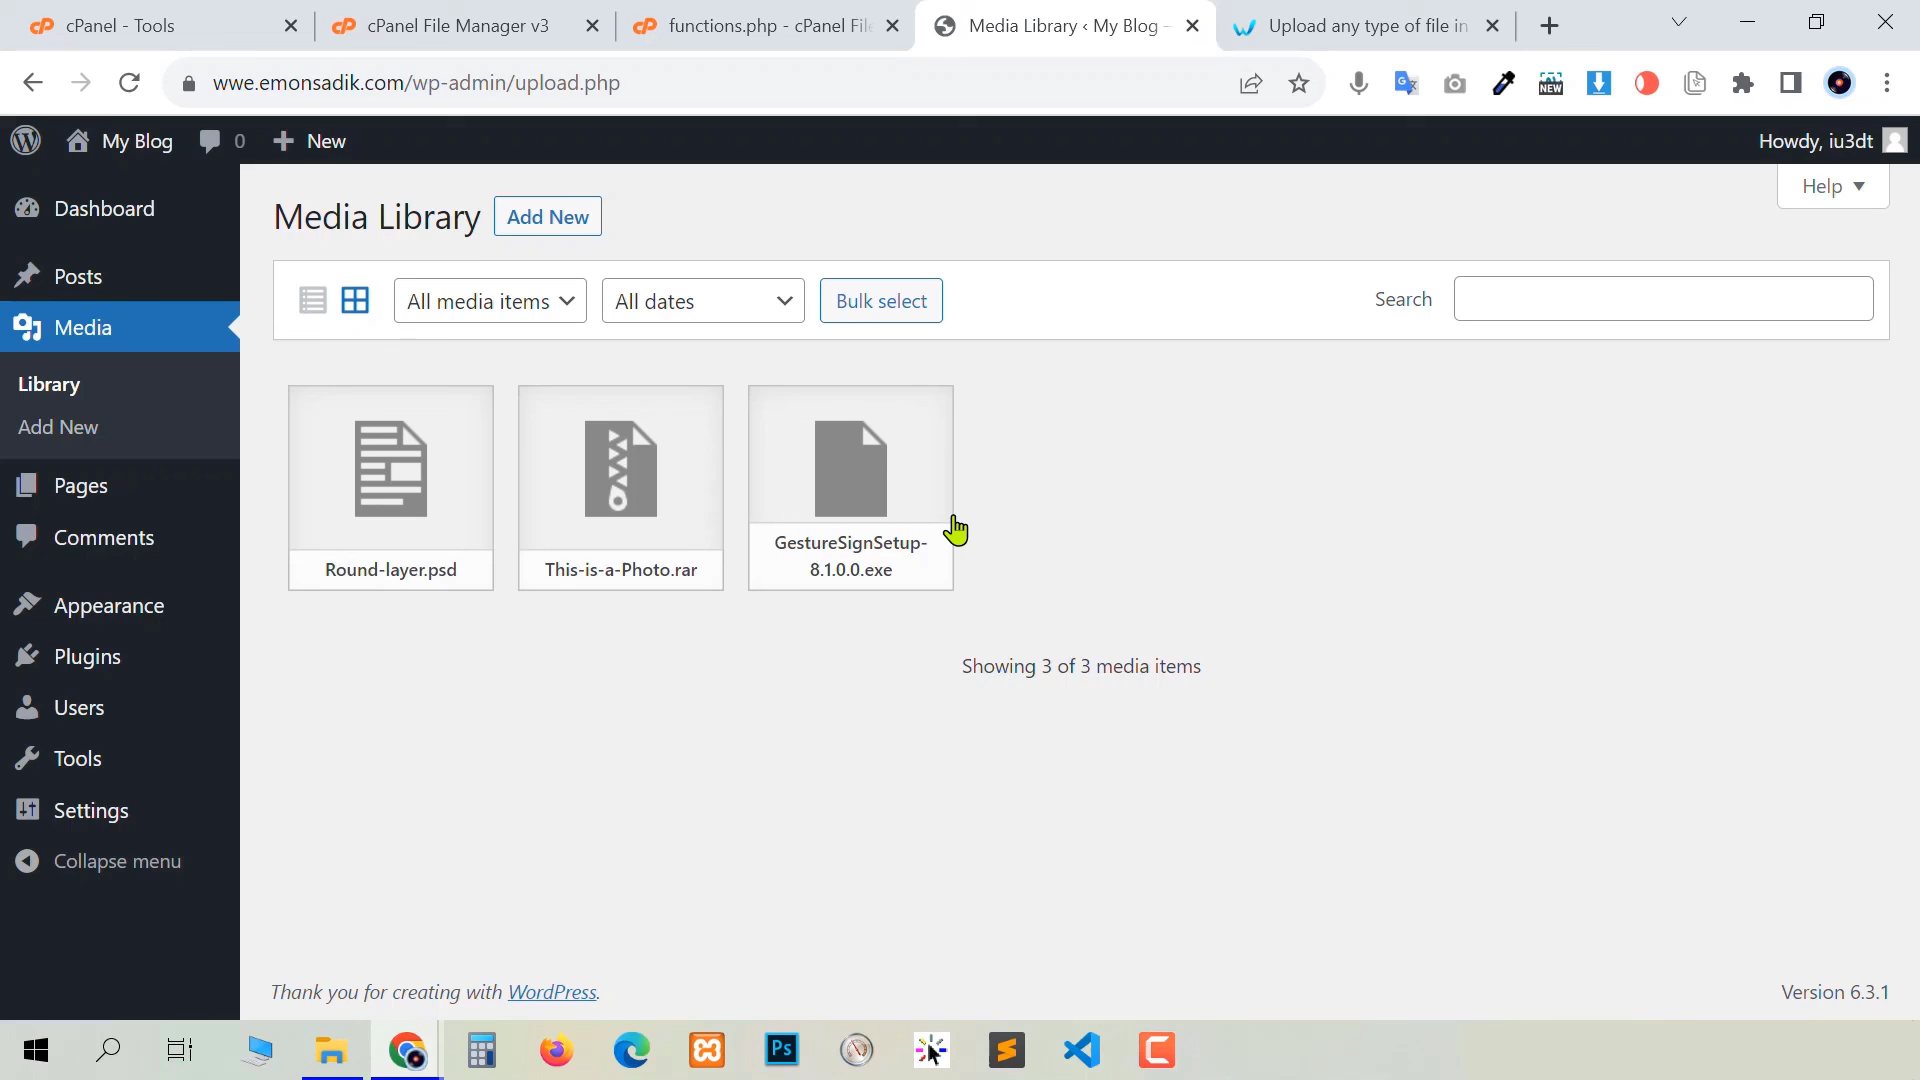 cPanel - Tools
cPanel File Manager v3
functions.php - cPanel File
Media Library ‹ My Blog –
Upload any type of file in
wwe.emonsadik.com/wp-admin/upload.php
NEW
My Blog
0
New
Howdy, iu3dt
Help
Dashboard
Posts
Media
Library
Add New
Pages
Comments
Appearance
Plugins
Users
Tools
Settings
Collapse menu
Media Library
Add New
All media items
All dates
Bulk select
Search
Round-layer.psd
This-is-a-Photo.rar
GestureSignSetup-
8.1.0.0.exe
Showing 3 of 3 media items
Thank you for creating with WordPress.
Version 6.3.1
Ps